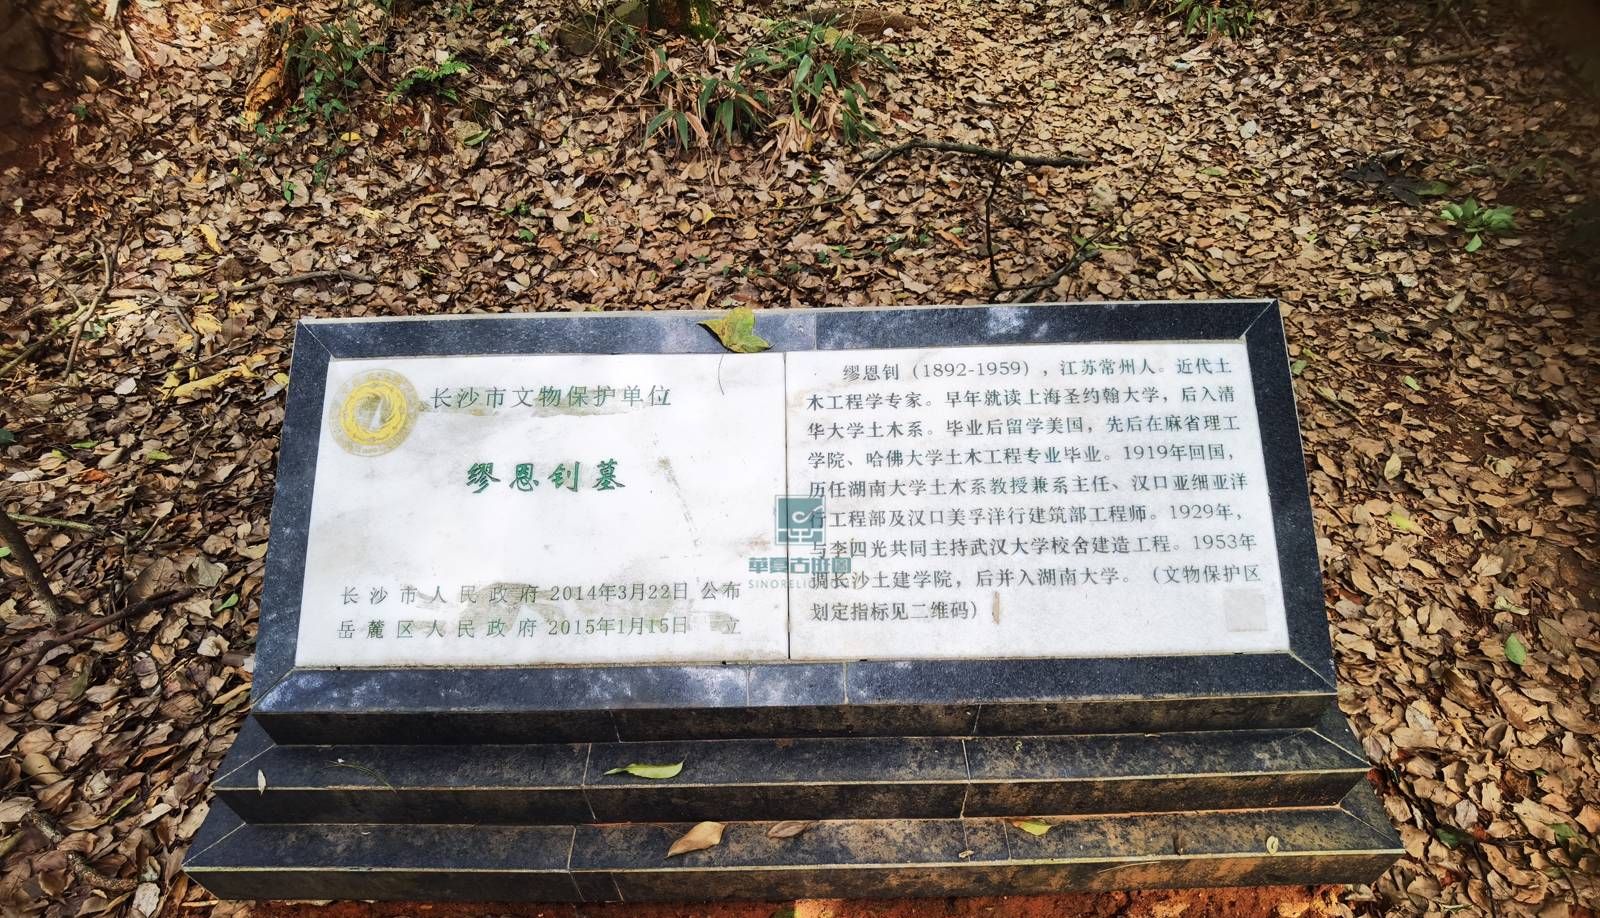 长沙市文物保护单位
缪恩钊墓
长沙市人民政府 2014年3月22日 公布
岳麓区人民政府 2015年1月15日 立
缪恩钊（1892-1959），江苏常州人。近代土
木工程学专家。早年就读上海圣约翰大学，后入清
华大学土木系。毕业后留学美国，先后在麻省理工
学院、哈佛大学土木工程专业毕业。1919年回国，
历任湖南大学土木系教授兼系主任、汉口亚细亚洋
行工程部及汉口美孚洋行建筑部工程师。1929年，
与李四光共同主持武汉大学校舍建造工程。1953年
调长沙土建学院，后并入湖南大学。（文物保护区
划定指标见二维码）
華夏古迹圖
SINORELIC